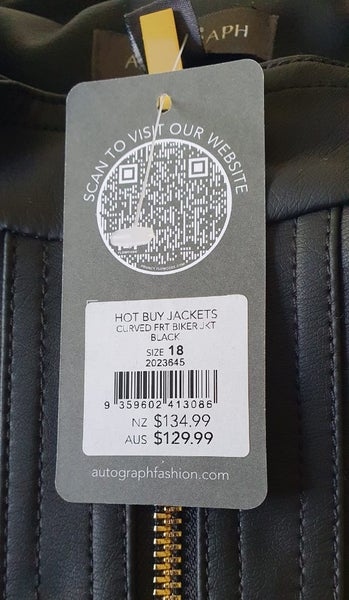 SCAN TO VISIT OUR WEBSITE
HOT BUY JACKETS
CURVED FRT BIKER JKT
BLACK
SIZE 18
2023645
9 359602 413086
NZ $134.99
AUS $129.99
autographfashion.com